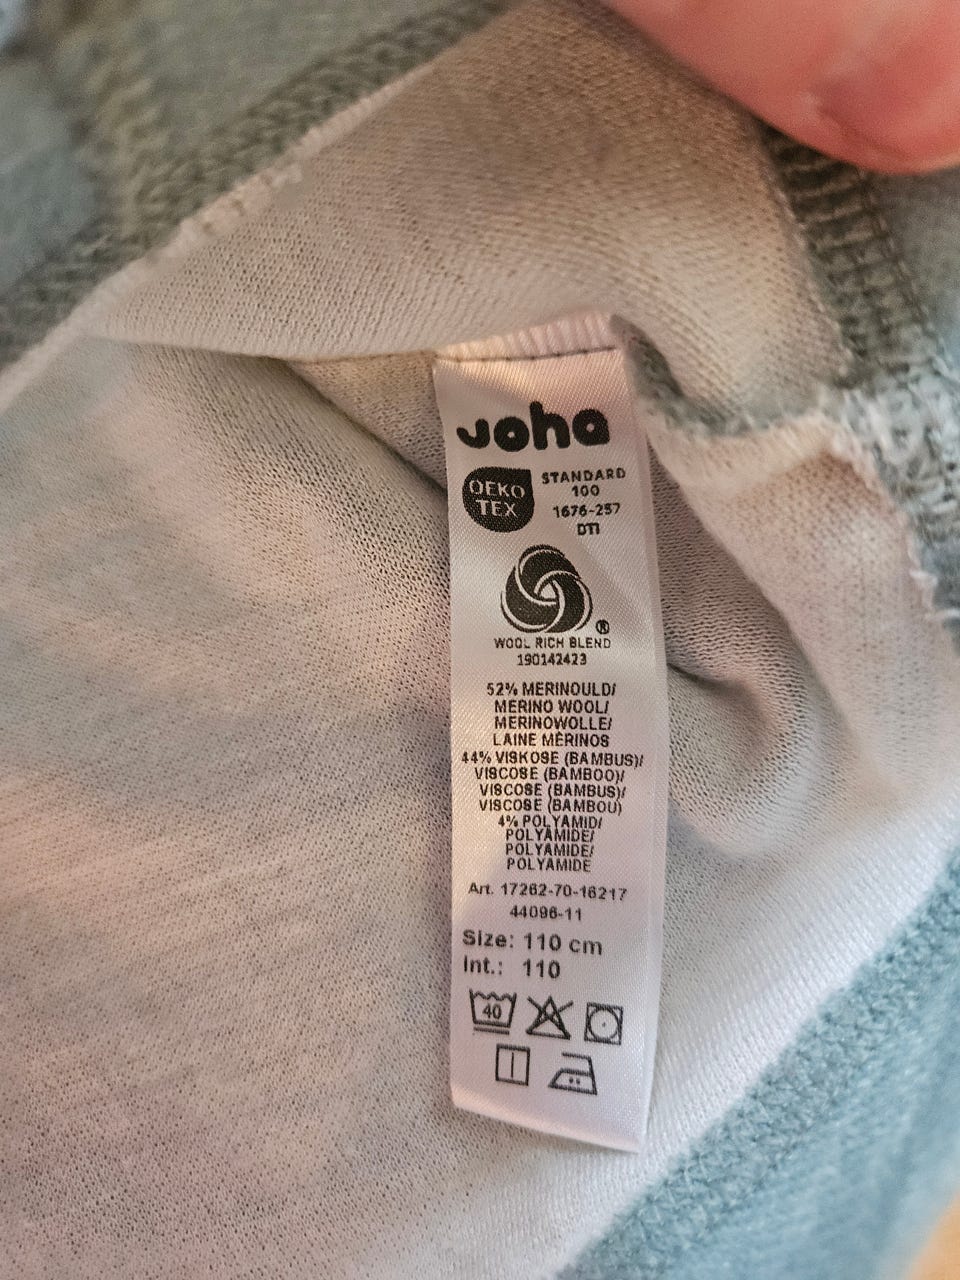 Joha
OEKO
TEX
STANDARD
100
1676-257
DTI
®
WOOL RICH BLEND
190142423
52% MERINOULD/
MERINO WOOL/
MERINOWOLLE/
LAINE MÉRINOS
44% VISKOSE (BAMBUS)/
VISCOSE (BAMBOO)/
VISCOSE (BAMBUS)/
VISCOSE (BAMBOU)
4% POLYAMID/
POLYAMIDE/
POLYAMIDE/
POLYAMIDE
Art. 17262-70-16217
44096-11
Size: 110 cm
Int.: 110
40